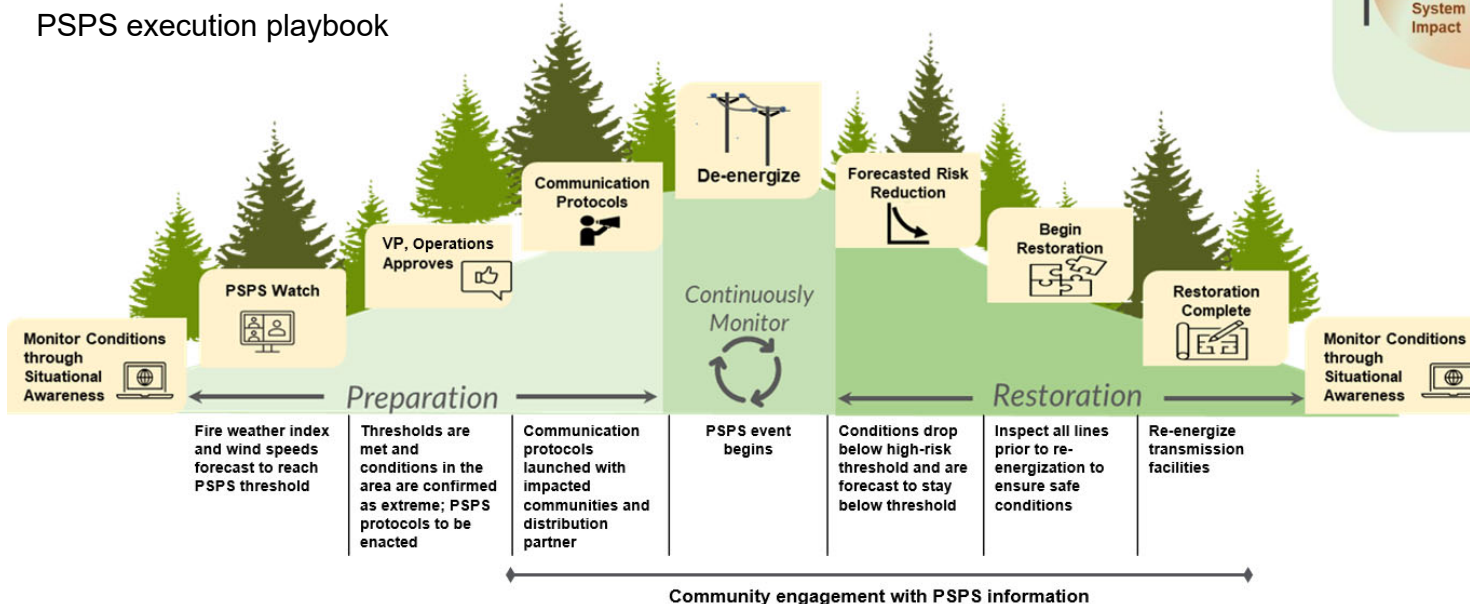 PSPS execution playbook
System
Impact
Monitor Conditions
through
Situational
Awareness
PSPS Watch
VP, Operations
Approves
Communication
Protocols
De-energize
Forecasted Risk
Reduction
Begin
Restoration
Restoration
Complete
Monitor Conditions
through
Situational
Awareness
Continuously
Monitor
Preparation
Restoration
Fire weather index
and wind speeds
forecast to reach
PSPS threshold
Thresholds are
met and
conditions in the
area are confirmed
as extreme; PSPS
protocols to be
enacted
Communication
protocols
launched with
impacted
communities and
distribution
partner
PSPS event
begins
Conditions drop
below high-risk
threshold and are
forecast to stay
below threshold
Inspect all lines
prior to re-
energization to
ensure safe
conditions
Re-energize
transmission
facilities
Community engagement with PSPS information